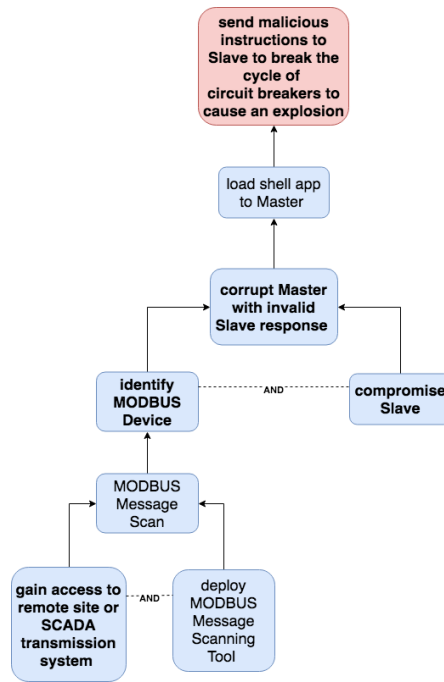 send malicious
instructions to
Slave to break the
cycle of
circuit breakers to
cause an explosion
load shell app
to Master
corrupt Master
with invalid
Slave response
identify
MODBUS
Device
AND
compromise
Slave
MODBUS
Message
Scan
gain access to
remote site or
SCADA
transmission
system
AND
deploy
MODBUS
Message
Scanning
Tool